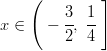 x ∈ ( - 3/2, 1/4 ]